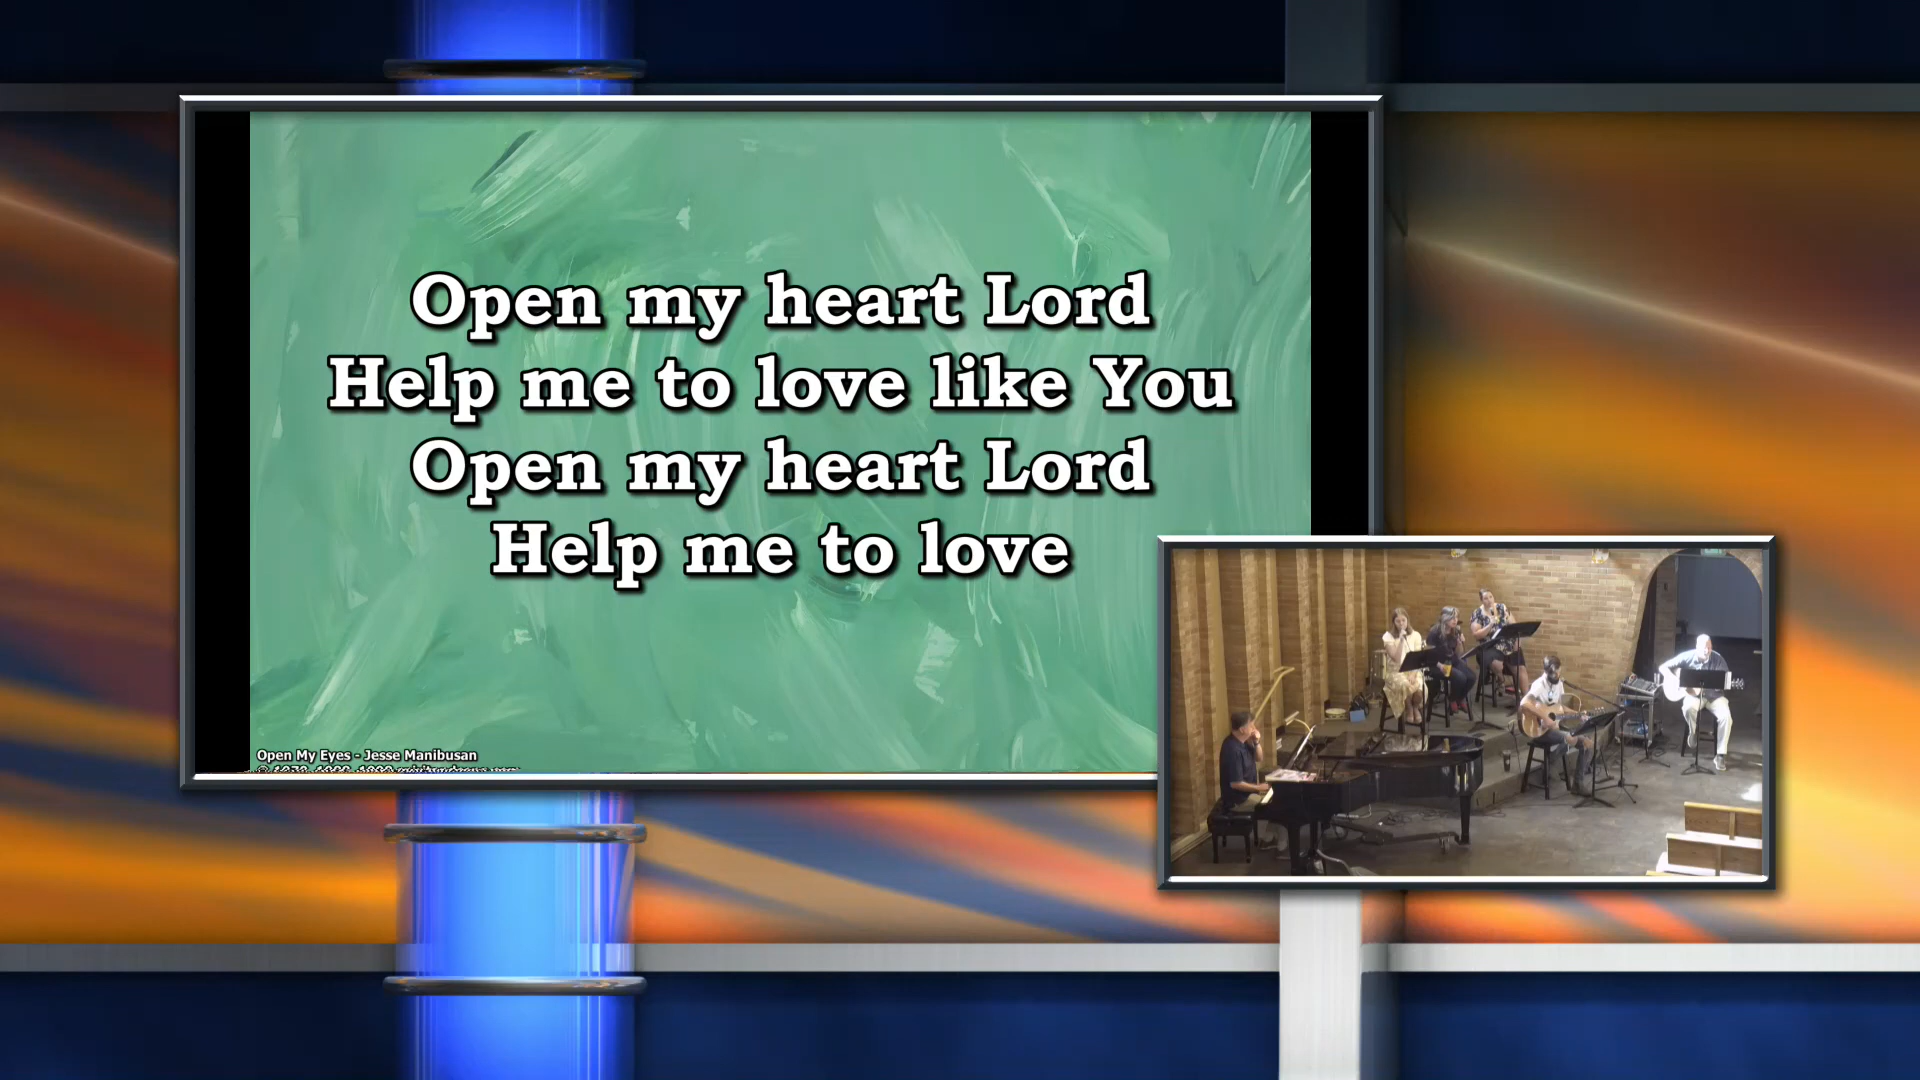 Open my heart Lord
Help me to love like You
Open my heart Lord
Help me to love
Open My Eyes - Jesse Manibusan